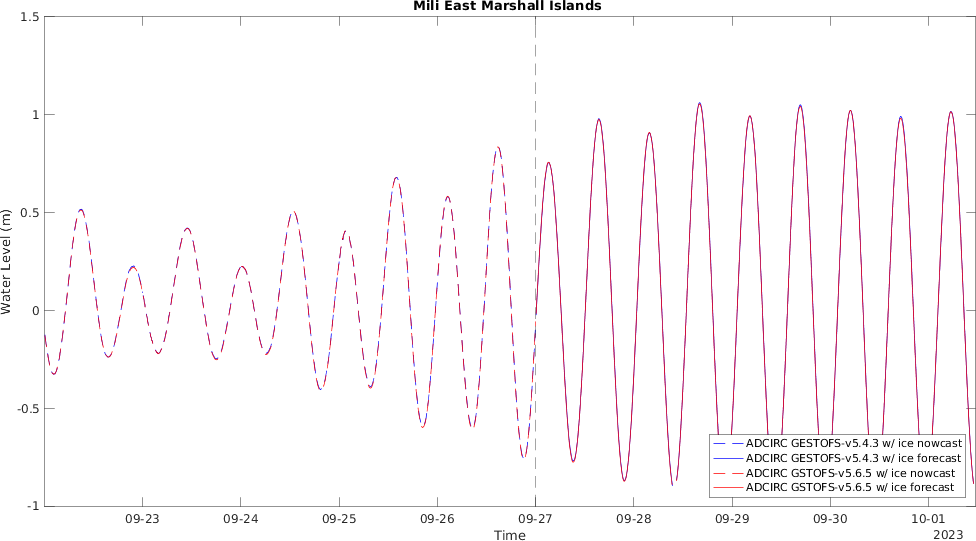 Mili East Marshall Islands
1.5
1
0.5
0
-0.5
-1
Water Level (m)
ADCIRC GESTOFS-v5.4.3 w/ ice nowcast
ADCIRC GESTOFS-v5.4.3 w/ ice forecast
ADCIRC GSTOFS-v5.6.5 w/ ice nowcast
ADCIRC GSTOFS-v5.6.5 w/ ice forecast
09-23 09-24 09-25 09-26 09-27 09-28 09-29 09-30 10-01
Time
2023